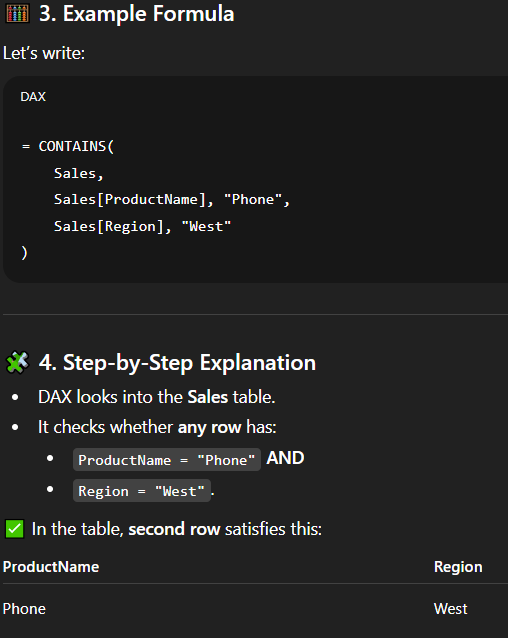 3. Example Formula
Let’s write:
DAX
= CONTAINS(
    Sales,
    Sales[ProductName], "Phone",
    Sales[Region], "West"
)
4. Step-by-Step Explanation
• DAX looks into the Sales table.
• It checks whether any row has:
• ProductName = "Phone" AND
• Region = "West".
In the table, second row satisfies this:
ProductName Region
Phone West